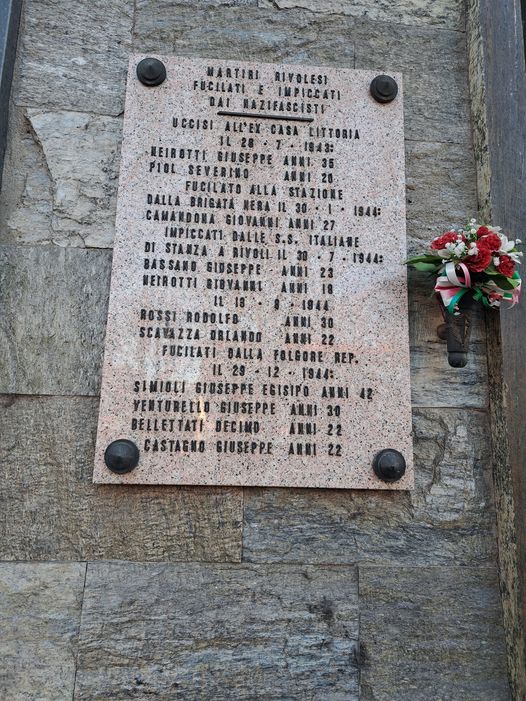 MARTIRI RIVOLESI
FUCILATI E IMPICCATI
DAI NAZIFASCISTI
UCCISI ALL'EX CASA LITTORIA
IL 28 · 7 · 1943:
NEIROTTI GIUSEPPE ANNI 35
PIOL SEVERINO ANNI 20
FUCILATO ALLA STAZIONE
DALLA BRIGATA NERA IL 30 · 1 · 1944:
CAMANDONA GIOVANNI ANNI 27
IMPICCATI DALLE S.S. ITALIANE
DI STANZA A RIVOLI IL 30 · 7 · 1944:
BASSANO GIUSEPPE ANNI 23
NEIROTTI GIOVANNI ANNI 18
IL 18 · 9 · 1944
ROSSI RODOLFO ANNI 30
SCAVAZZA ORLANDO ANNI 22
FUCILATI DALLA FOLGORE REP.
IL 29 · 12 · 1944:
SIMIOLI GIUSEPPE EGISIPO ANNI 42
VENTURELLO GIUSEPPE ANNI 30
BELLETTATI DECIMO ANNI 22
CASTAGNO GIUSEPPE ANNI 22